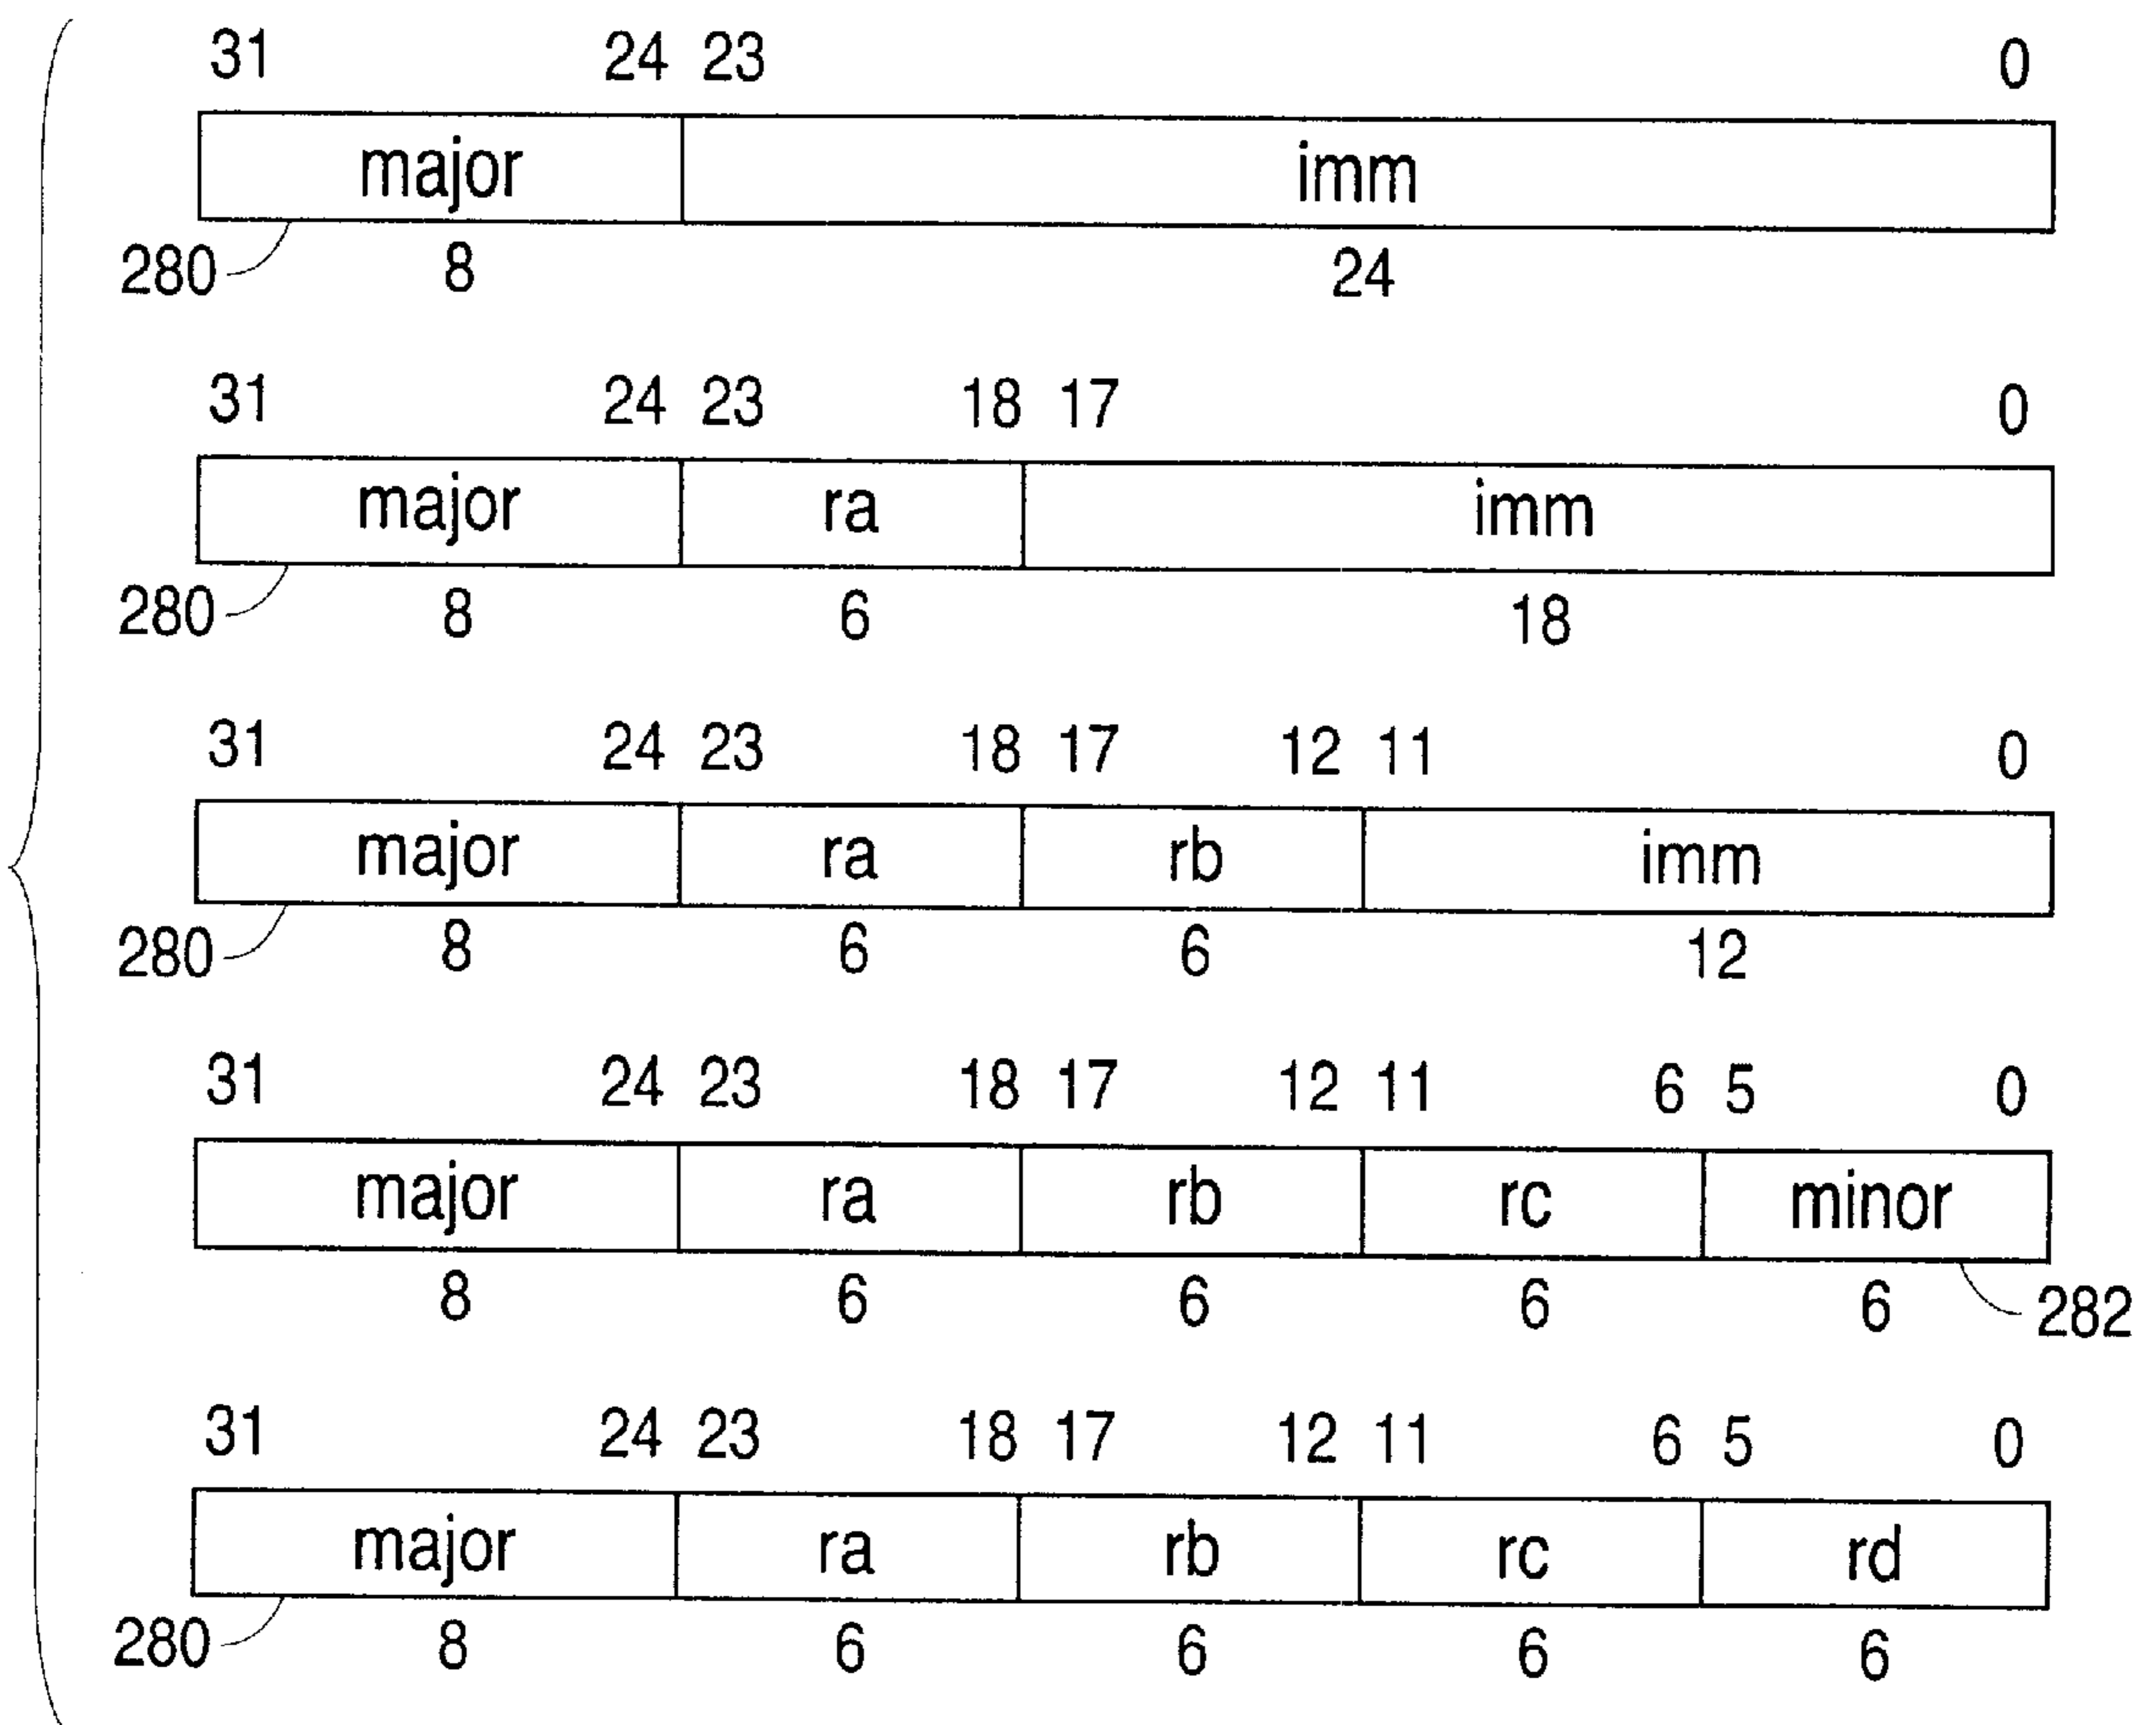 31 24 23 0
major imm
280 8 24
31 24 23 18 17 0
major ra imm
280 8 6 18
31 24 23 18 17 12 11 0
major ra rb imm
280 8 6 6 12
31 24 23 18 17 12 11 6 5 0
major ra rb rc minor
8 6 6 6 6 282
31 24 23 18 17 12 11 6 5 0
major ra rb rc rd
280 8 6 6 6 6